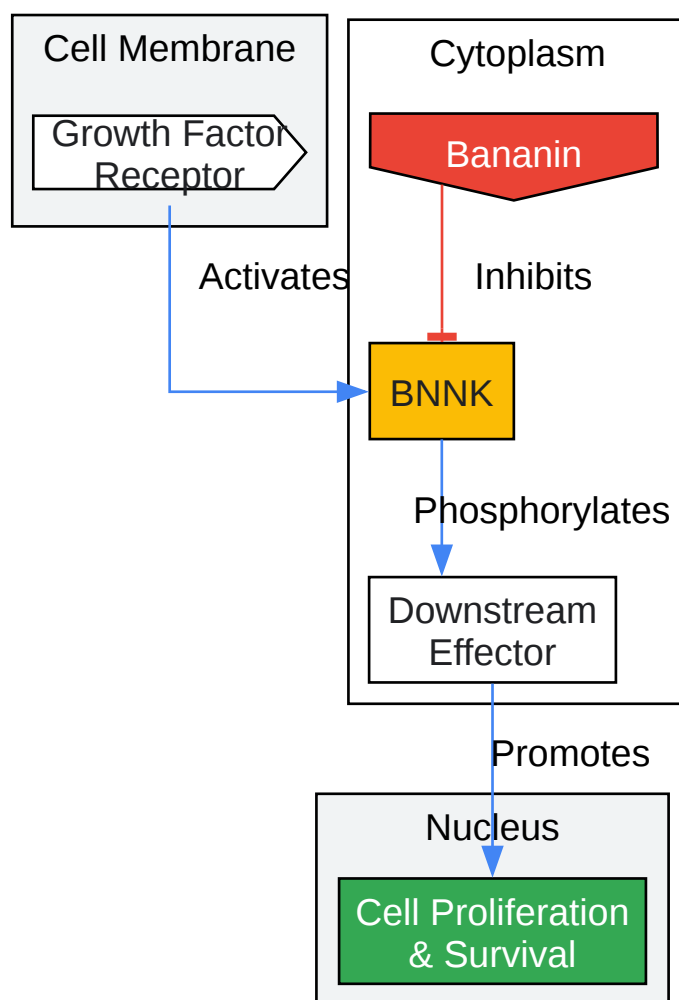 Cell Membrane
Growth Factor
Receptor
Cytoplasm
Bananin
Activates
Inhibits
BNNK
Phosphorylates
Downstream
Effector
Promotes
Nucleus
Cell Proliferation
& Survival